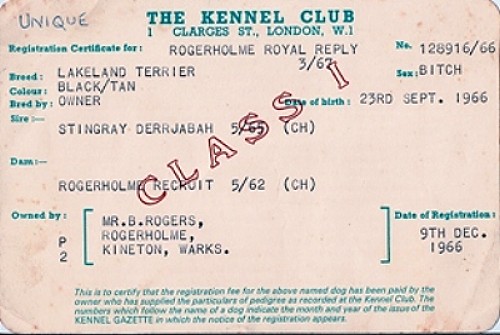 UNIQUE
THE KENNEL CLUB
1 CLARGES ST., LONDON, W.1
Registration Certificate for: ROGERHOLME ROYAL REPLY No. 128916/66
3/67
Breed: LAKELAND TERRIER Sex: BITCH
Colour: BLACK/TAN
Bred by: OWNER Date of birth: 23RD SEPT. 1966
Sire:—
STINGRAY DERRJABAH 5/65 (CH)
CLASS I
Dam:—
ROGERHOLME RECRUIT 5/62 (CH)
Owned by: MR.B.ROGERS, Date of Registration:
P ROGERHOLME, 9TH DEC.
2 KINETON, WARKS. 1966
This is to certify that the registration fee for the above named dog has been paid by the
owner who has supplied the particulars of pedigree as recorded at the Kennel Club. The
numbers which follow the name of a dog indicate the month and year of the issue of the
KENNEL GAZETTE in which the notice of the registration appears.